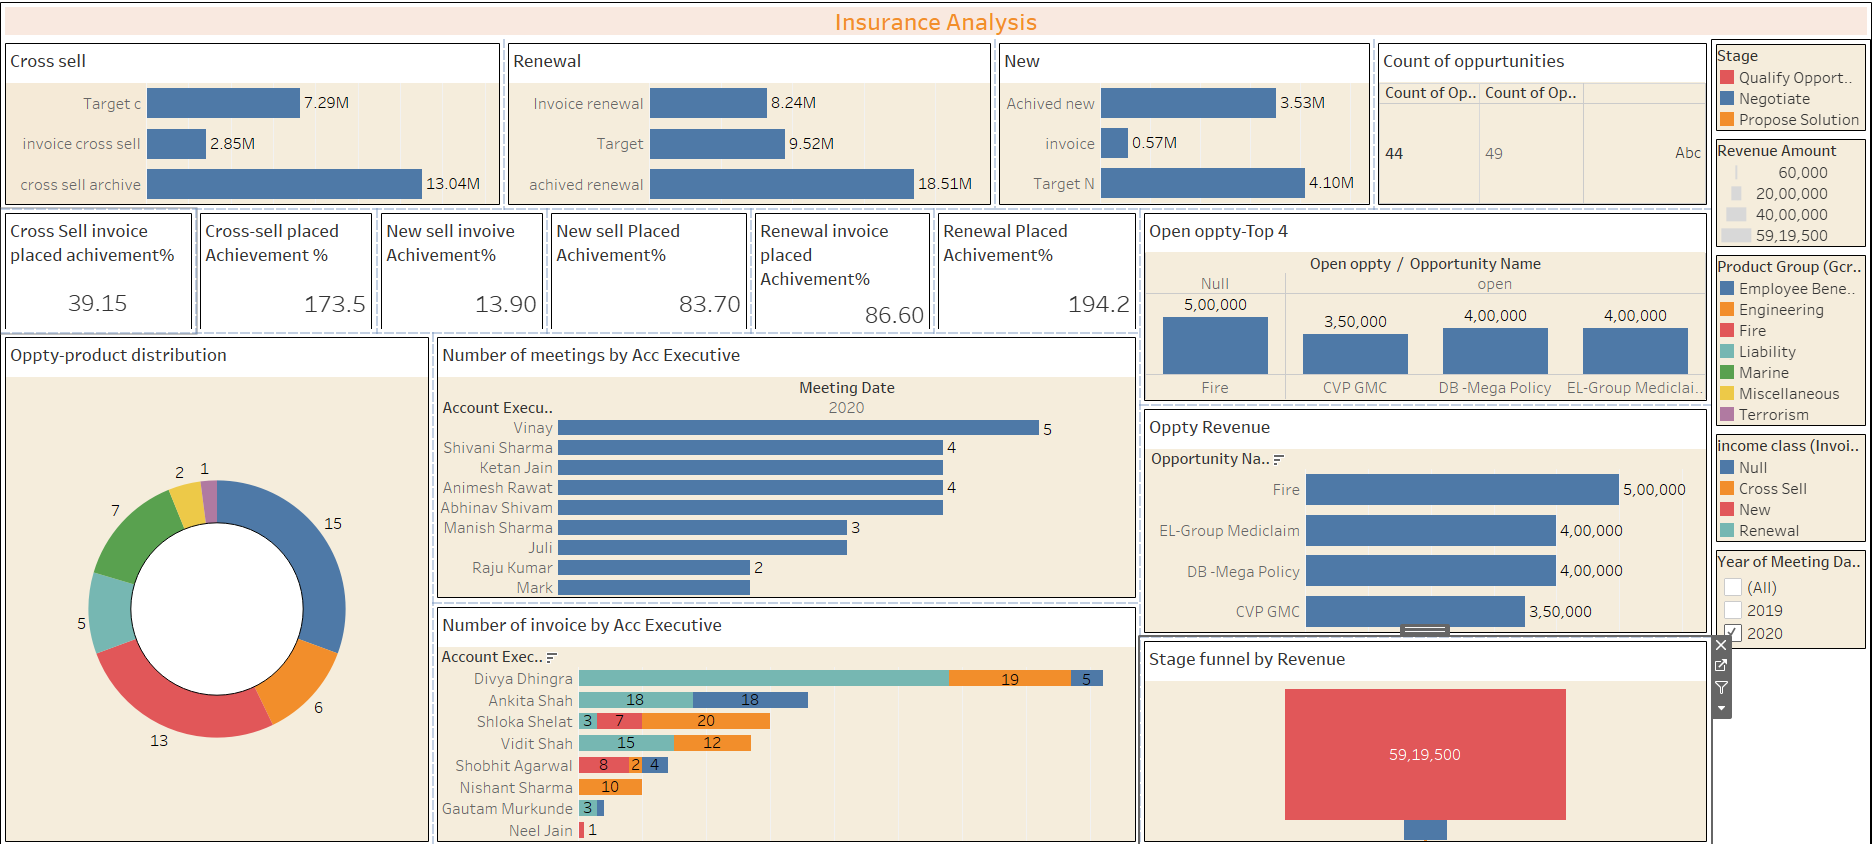 Insurance Analysis
Cross sell
Target c
7.29M
invoice cross sell
2.85M
cross sell archive
13.04M
Renewal
Invoice renewal
8.24M
Target
9.52M
achived renewal
18.51M
New
Achived new
3.53M
invoice
0.57M
Target N
4.10M
Count of oppurtunities
Count of Op.. Count of Op..
44 49 Abc
Stage
Qualify Opport..
Negotiate
Propose Solution
Revenue Amount
60,000
20,00,000
40,00,000
59,19,500
Product Group (Gcr..
Employee Bene..
Engineering
Fire
Liability
Marine
Miscellaneous
Terrorism
income class (Invoi..
Null
Cross Sell
New
Renewal
Year of Meeting Da..
(All)
2019
2020
Cross Sell invoice
placed achivement%
39.15
Cross-sell placed
Achievement %
173.5
New sell invoive
Achivement%
13.90
New sell Placed
Achivement%
83.70
Renewal invoice
placed
Achivement%
86.60
Renewal Placed
Achivement%
194.2
Open oppty-Top 4
Open oppty / Opportunity Name
Null open
5,00,000 3,50,000 4,00,000 4,00,000
Fire CVP GMC DB -Mega Policy EL-Group Mediclai..
Oppty-product distribution
15
6
13
5
7
2
1
Number of meetings by Acc Executive
Meeting Date
Account Execu.. 2020
Vinay 5
Shivani Sharma 4
Ketan Jain
Animesh Rawat 4
Abhinav Shivam
Manish Sharma 3
Juli
Raju Kumar 2
Mark
Oppty Revenue
Opportunity Na..
Fire 5,00,000
EL-Group Mediclaim 4,00,000
DB -Mega Policy 4,00,000
CVP GMC 3,50,000
Number of invoice by Acc Executive
Account Exec..
Divya Dhingra 19 5
Ankita Shah 18 18
Shloka Shelat 3 7 20
Vidit Shah 15 12
Shobhit Agarwal 8 2 4
Nishant Sharma 10
Gautam Murkunde 3
Neel Jain 1
Stage funnel by Revenue
59,19,500